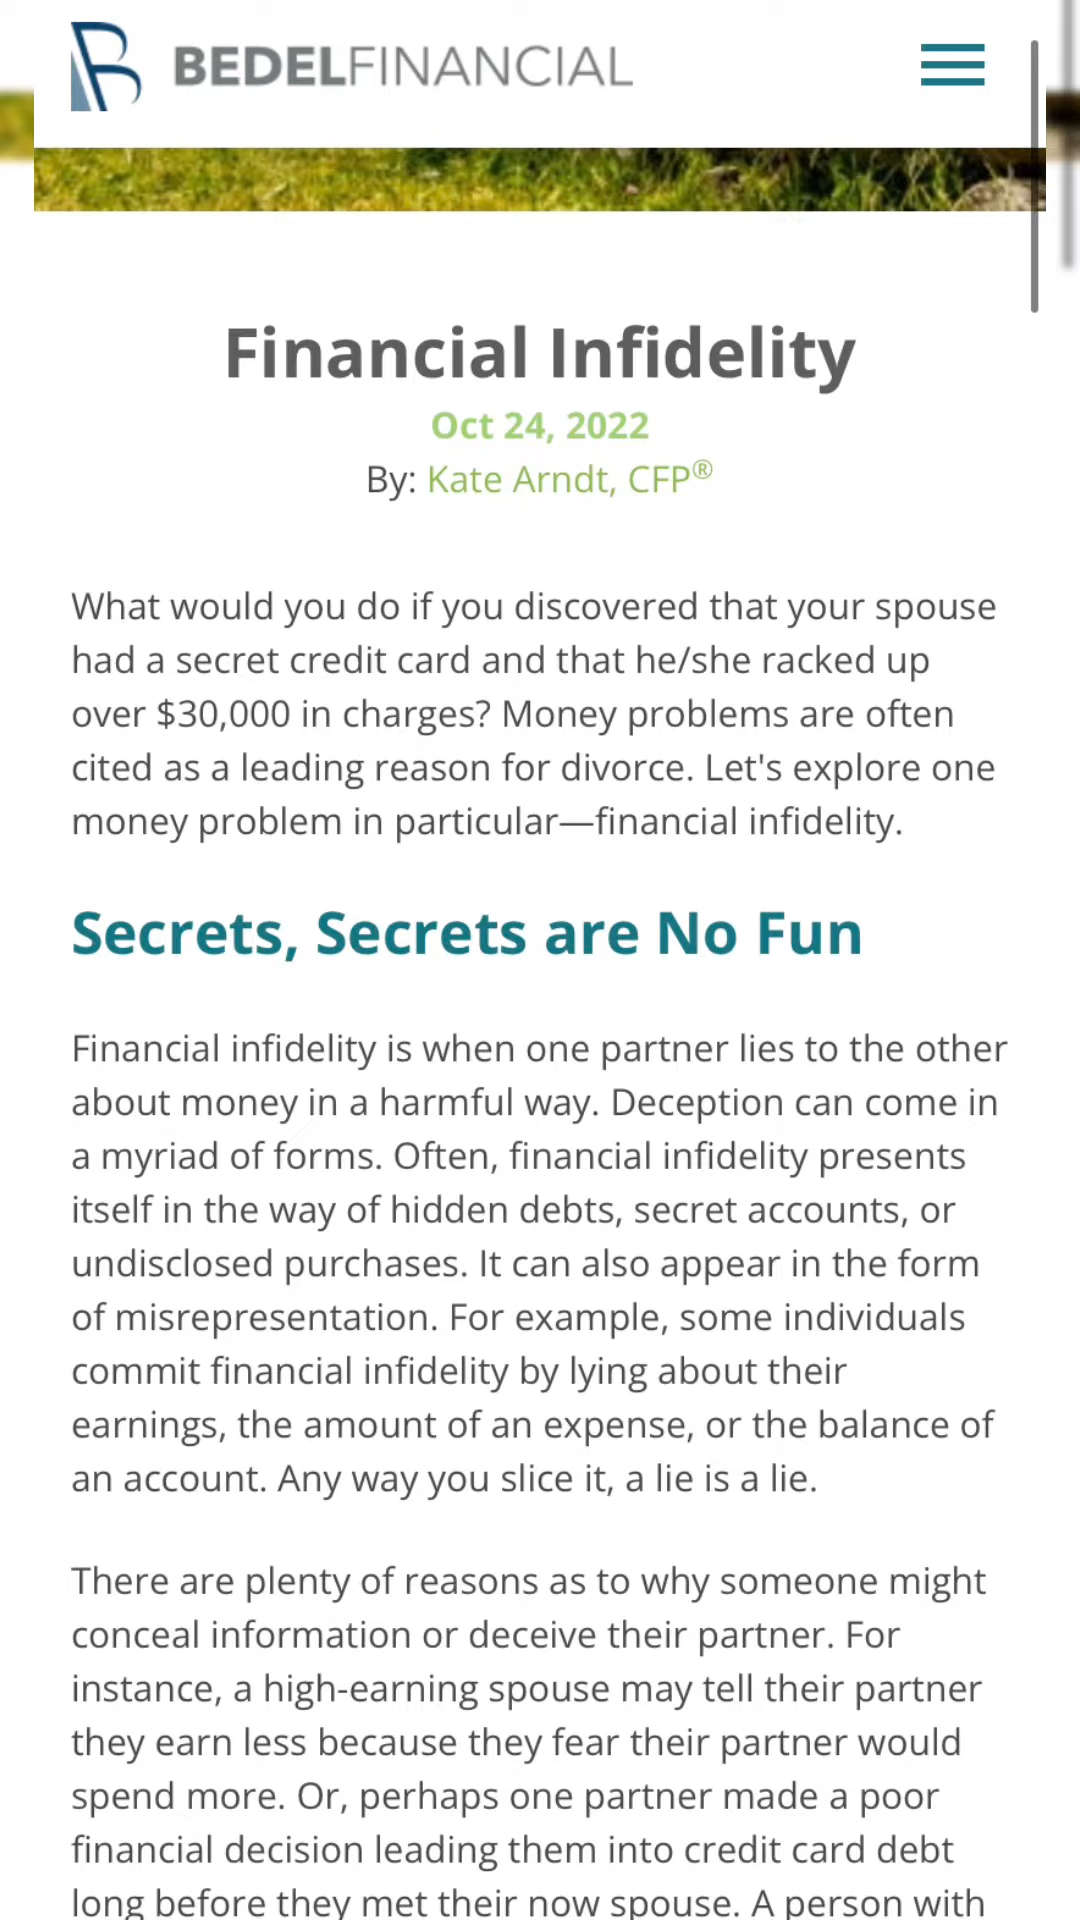 BEDELFINANCIAL
Financial Infidelity
Oct 24, 2022
By: Kate Arndt, CFP®
What would you do if you discovered that your spouse
had a secret credit card and that he/she racked up
over $30,000 in charges? Money problems are often
cited as a leading reason for divorce. Let's explore one
money problem in particular—financial infidelity.
Secrets, Secrets are No Fun
Financial infidelity is when one partner lies to the other
about money in a harmful way. Deception can come in
a myriad of forms. Often, financial infidelity presents
itself in the way of hidden debts, secret accounts, or
undisclosed purchases. It can also appear in the form
of misrepresentation. For example, some individuals
commit financial infidelity by lying about their
earnings, the amount of an expense, or the balance of
an account. Any way you slice it, a lie is a lie.
There are plenty of reasons as to why someone might
conceal information or deceive their partner. For
instance, a high-earning spouse may tell their partner
they earn less because they fear their partner would
spend more. Or, perhaps one partner made a poor
financial decision leading them into credit card debt
long before they met their now spouse. A person with